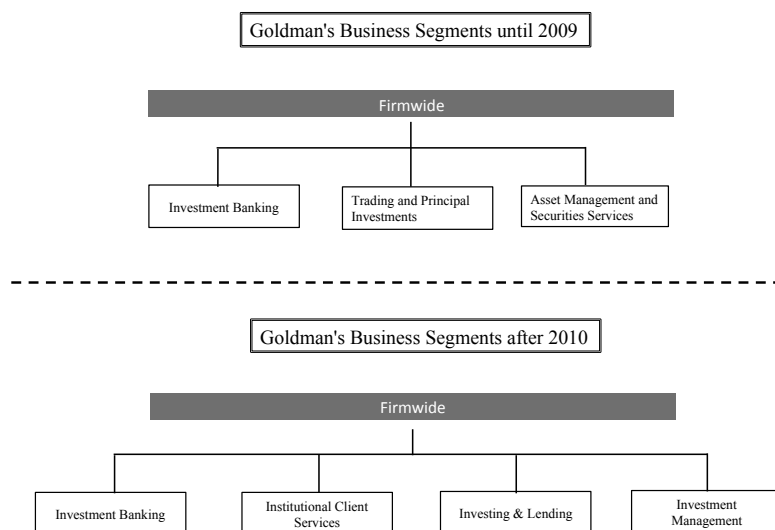 Goldman's Business Segments until 2009
Firmwide
Investment Banking
Trading and Principal
Investments
Asset Management and
Securities Services
Goldman's Business Segments after 2010
Firmwide
Investment Banking
Institutional Client
Services
Investing & Lending
Investment
Management